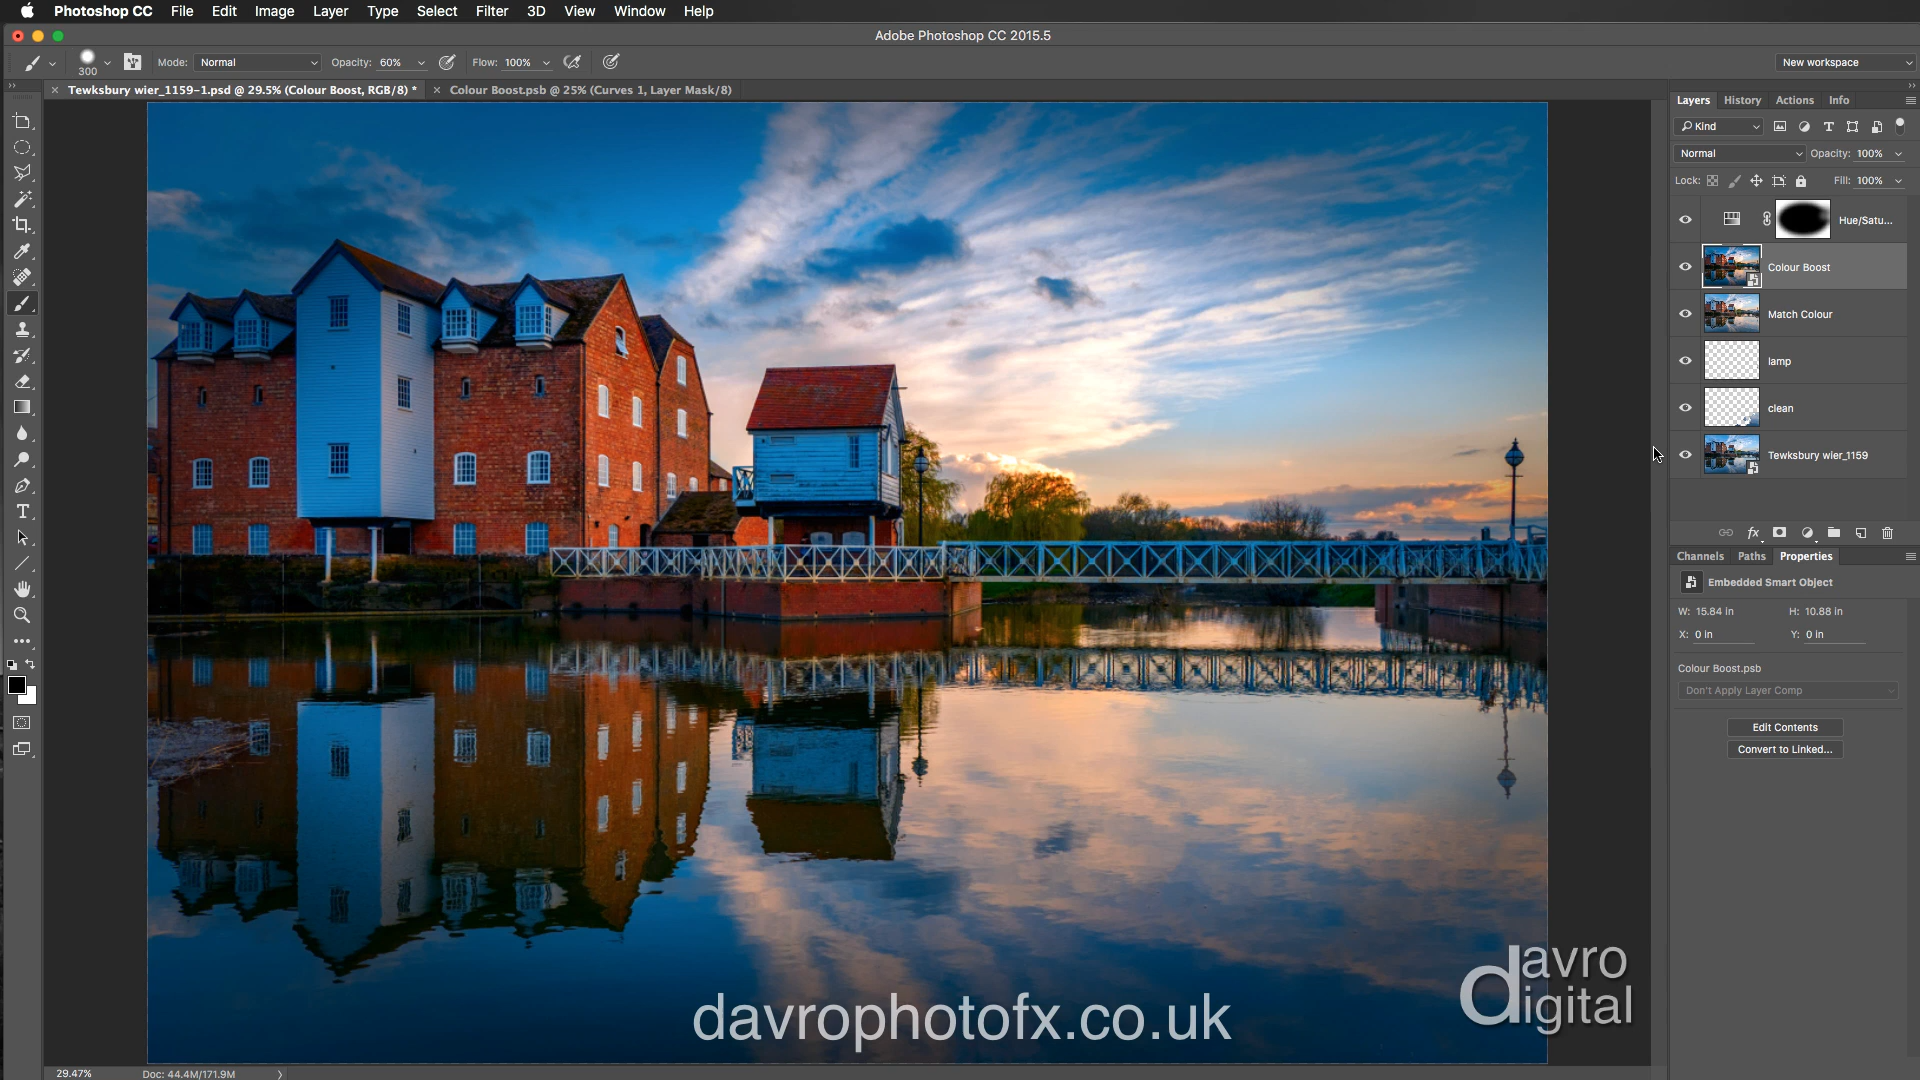 Photoshop CC File Edit Image Layer Type Select Filter 3D View Window Help
Adobe Photoshop CC 2015.5
300 Mode: Normal Opacity: 60% Flow: 100% New workspace
Tewksbury wier_1159-1.psd @ 29.5% (Colour Boost, RGB/8) * Colour Boost.psb @ 25% (Curves 1, Layer Mask/8)
Layers History Actions Info
Kind
Normal Opacity: 100%
Lock: Fill: 100%
Hue/Satu...
Colour Boost
Match Colour
lamp
clean
Tewksbury wier_1159
fx
Channels Paths Properties
Embedded Smart Object
W: 15.84 in H: 10.88 in
X: 0 in Y: 0 in
Colour Boost.psb
Don't Apply Layer Comp
Edit Contents
Convert to Linked...
davro
digital
davrophotofx.co.uk
29.47% Doc: 44.4M/171.9M